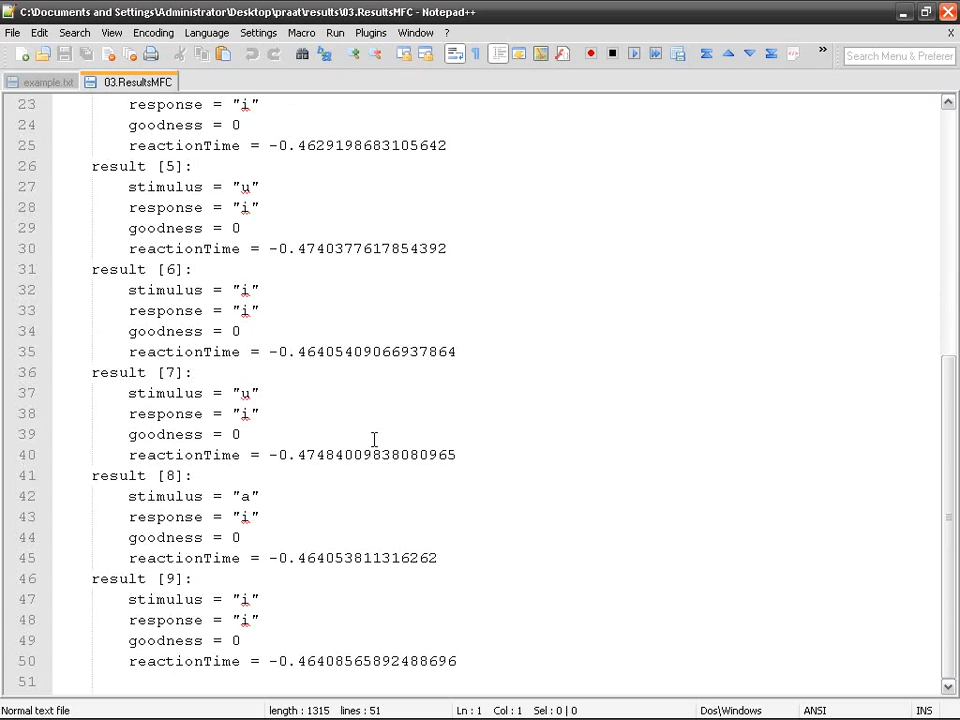 C:\Documents and Settings\Administrator\Desktop\praat\results\03.ResultsMFC - Notepad++
File Edit Search View Encoding Language Settings Macro Run Plugins Window ? X
» Search Menu & Preferen
example.txt 03.ResultsMFC
23 response = "i"
24 goodness = 0
25 reactionTime = -0.4629198683105642
26 result [5]:
27 stimulus = "u"
28 response = "i"
29 goodness = 0
30 reactionTime = -0.4740377617854392
31 result [6]:
32 stimulus = "i"
33 response = "i"
34 goodness = 0
35 reactionTime = -0.46405409066937864
36 result [7]:
37 stimulus = "u"
38 response = "i"
39 goodness = 0
40 reactionTime = -0.47484009838080965
41 result [8]:
42 stimulus = "a"
43 response = "i"
44 goodness = 0
45 reactionTime = -0.464053811316262
46 result [9]:
47 stimulus = "i"
48 response = "i"
49 goodness = 0
50 reactionTime = -0.46408565892488696
51
Normal text file length : 1315 lines : 51 Ln : 1 Col : 1 Sel : 0 | 0 Dos\Windows ANSI INS